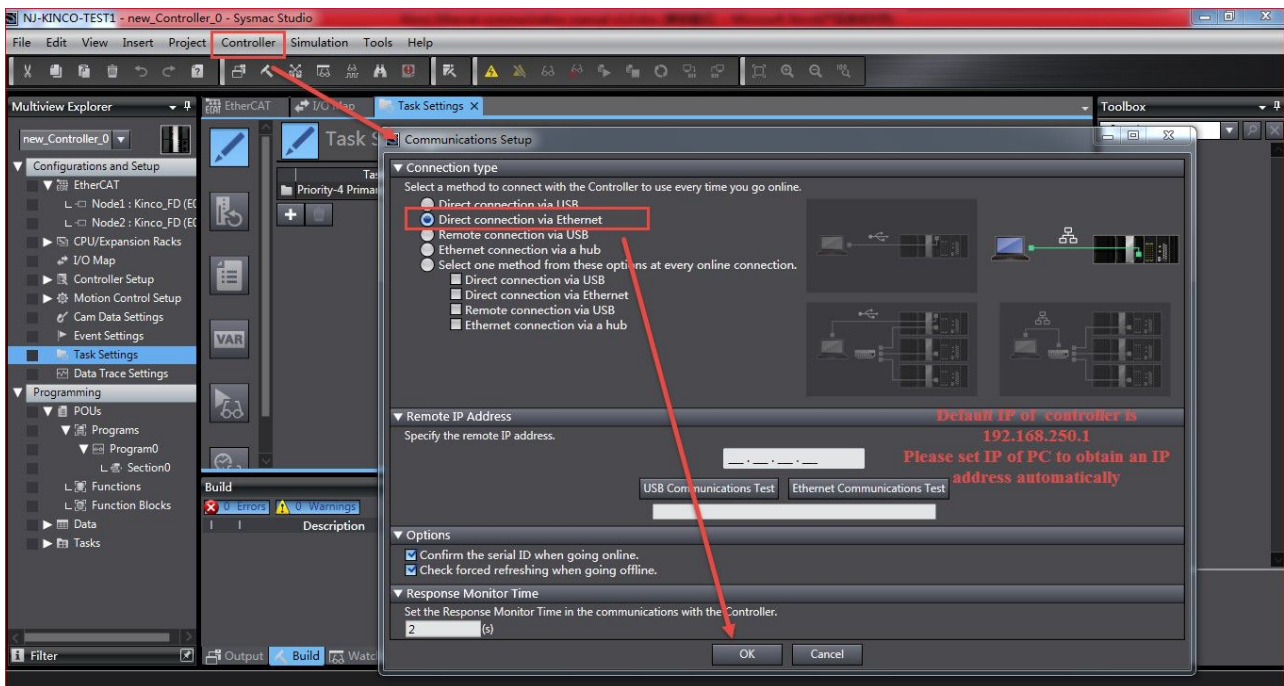 NJ-KINCO-TEST1 - new_Controller_0 - Sysmac Studio
File Edit View Insert Project Controller Simulation Tools Help
Multiview Explorer
EtherCAT
I/O Map
Task Settings
Toolbox
new_Controller_0
Configurations and Setup
EtherCAT
Node1 : Kinco_FD (E
Node2 : Kinco_FD (E
CPU/Expansion Racks
I/O Map
Controller Setup
Motion Control Setup
Cam Data Settings
Event Settings
Task Settings
Data Trace Settings
Programming
POUs
Programs
Program0
Section0
Functions
Function Blocks
Data
Tasks
Filter
Task S
Ta
Priority-4 Prima
VAR
Build
0 Errors 0 Warnings
Description
Output Build Watc
Communications Setup
Connection type
Select a method to connect with the Controller to use every time you go online.
Direct connection via USB
Direct connection via Ethernet
Remote connection via USB
Ethernet connection via a hub
Select one method from these options at every online connection.
Direct connection via USB
Direct connection via Ethernet
Remote connection via USB
Ethernet connection via a hub
Remote IP Address
Specify the remote IP address.
__.__.__.__
USB Communications Test Ethernet Communications Test
Default IP of controller is
192.168.250.1
Please set IP of PC to obtain an IP
address automatically
Options
Confirm the serial ID when going online.
Check forced refreshing when going offline.
Response Monitor Time
Set the Response Monitor Time in the communications with the Controller.
2 (s)
OK Cancel